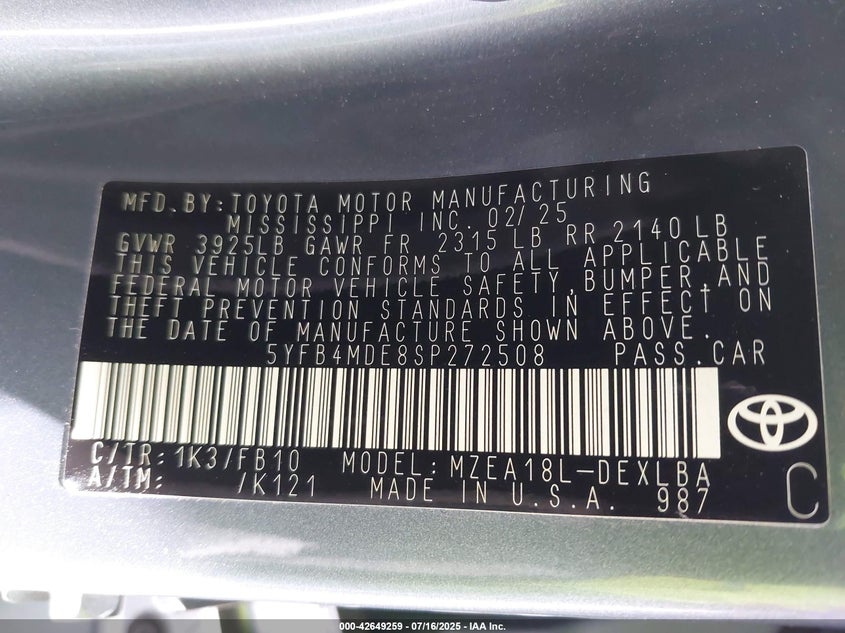 MFD. BY: TOYOTA MOTOR MANUFACTURING
MISSISSIPPI INC. 02/25
GVWR 3925LB GAWR FR 2315 LB RR 2140 LB
THIS VEHICLE CONFORMS TO ALL APPLICABLE
FEDERAL MOTOR VEHICLE SAFETY, BUMPER, AND
THEFT PREVENTION STANDARDS IN EFFECT ON
THE DATE OF MANUFACTURE SHOWN ABOVE.
5YFB4MDE8SP272508 PASS. CAR
C/TR: 1K3/FB10 MODEL: MZEA18L-DEXLBA
A/TM: /K121 MADE IN U.S.A. 987 C
000-42649259 - 07/16/2025 - IAA Inc.